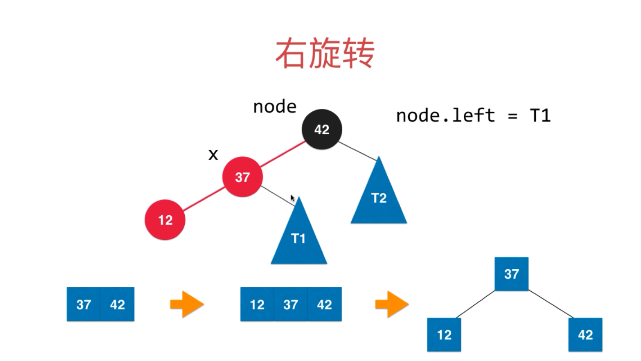 右旋转
node
42
node.left = T1
x
37
12
T2
T1
37 42
12 37 42
37
12
42